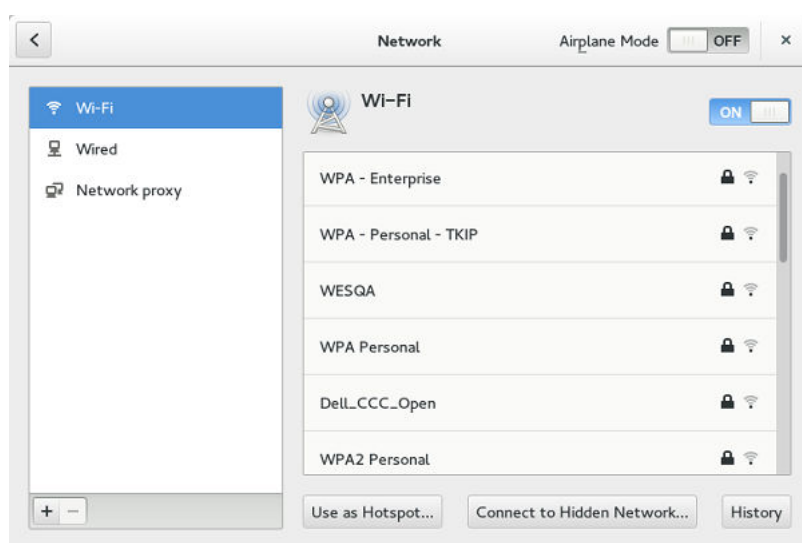 Network
Airplane Mode
OFF
Wi-Fi
Wired
Network proxy
Wi-Fi
ON
WPA - Enterprise
WPA - Personal - TKIP
WESQA
WPA Personal
Dell_CCC_Open
WPA2 Personal
Use as Hotspot...
Connect to Hidden Network...
History